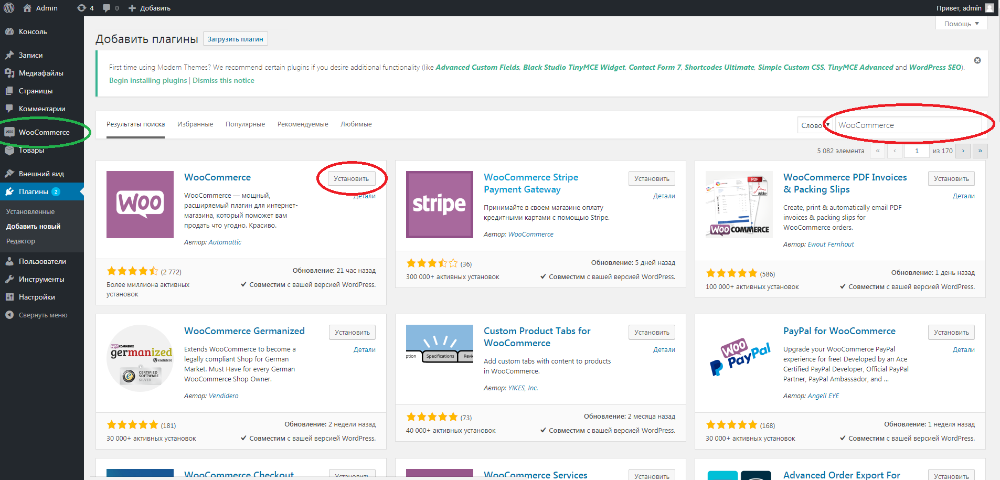 Admin
4
0
Добавить
Привет, admin
Помощь
Консоль
Записи
Медиафайлы
Страницы
Комментарии
WooCommerce
Товары
Внешний вид
Плагины 2
Установленные
Добавить новый
Редактор
Пользователи
Инструменты
Настройки
Свернуть меню
Добавить плагины
Загрузить плагин
First time using Modern Themes? We recommend certain plugins if you desire additional functionality (like Advanced Custom Fields, Black Studio TinyMCE Widget, Contact Form 7, Shortcodes Ultimate, Simple Custom CSS, TinyMCE Advanced and WordPress SEO).
Begin installing plugins | Dismiss this notice
Результаты поиска
Избранные
Популярные
Рекомендуемые
Любимые
Слово
WooCommerce
5 082 элемента « ‹ 1 из 170 › »
WOO
WooCommerce
Установить
Детали
WooCommerce — мощный,
расширяемый плагин для интернет-
магазина, который поможет вам
продать что угодно. Красиво.
Автор: Automattic
(2 772)
Более миллиона активных
установок
Обновление: 21 час назад
Совместим с вашей версией WordPress.
stripe
WooCommerce Stripe
Payment Gateway
Установить
Детали
Принимайте в своем магазине оплату
кредитными картами с помощью Stripe.
Автор: WooCommerce
(36)
300 000+ активных установок
Обновление: 5 дней назад
Совместим с вашей версией WordPress.
PDF
Adobe
WOO COMMERCE
WooCommerce PDF Invoices
& Packing Slips
Установить
Детали
Create, print & automatically email PDF
invoices & packing slips for
WooCommerce orders.
Автор: Ewout Fernhout
(586)
100 000+ активных установок
Обновление: 1 день назад
Совместим с вашей версией WordPress.
WOO COMMERCE
germanized
Vendidero
CERTIFIED
SOFTWARE
SILVER
WooCommerce Germanized
Установить
Детали
Extends WooCommerce to become a
legally compliant Shop for German
Market. Must Have for every German
WooCommerce Shop Owner.
Автор: Vendidero
(181)
30 000+ активных установок
Обновление: 2 недели назад
Совместим с вашей версией WordPress.
ption
Specifications
Revie
Custom Product Tabs for
WooCommerce
Установить
Детали
Add custom tabs with content to products
in WooCommerce.
Автор: YIKES, Inc.
(73)
40 000+ активных установок
Обновление: 2 месяца назад
Совместим с вашей версией WordPress.
WOO
PayPal
PayPal for WooCommerce
Установить
Детали
Upgrade your WooCommerce PayPal
experience for free! Developed by an Ace
Certified PayPal Developer, Official PayPal
Partner, PayPal Ambassador, and ...
Автор: Angell EYE
(168)
30 000+ активных установок
Обновление: 1 неделя назад
Совместим с вашей версией WordPress.
WooCommerce Checkout
Установить
WooCommerce Services
Установить
Advanced Order Export For
Установить